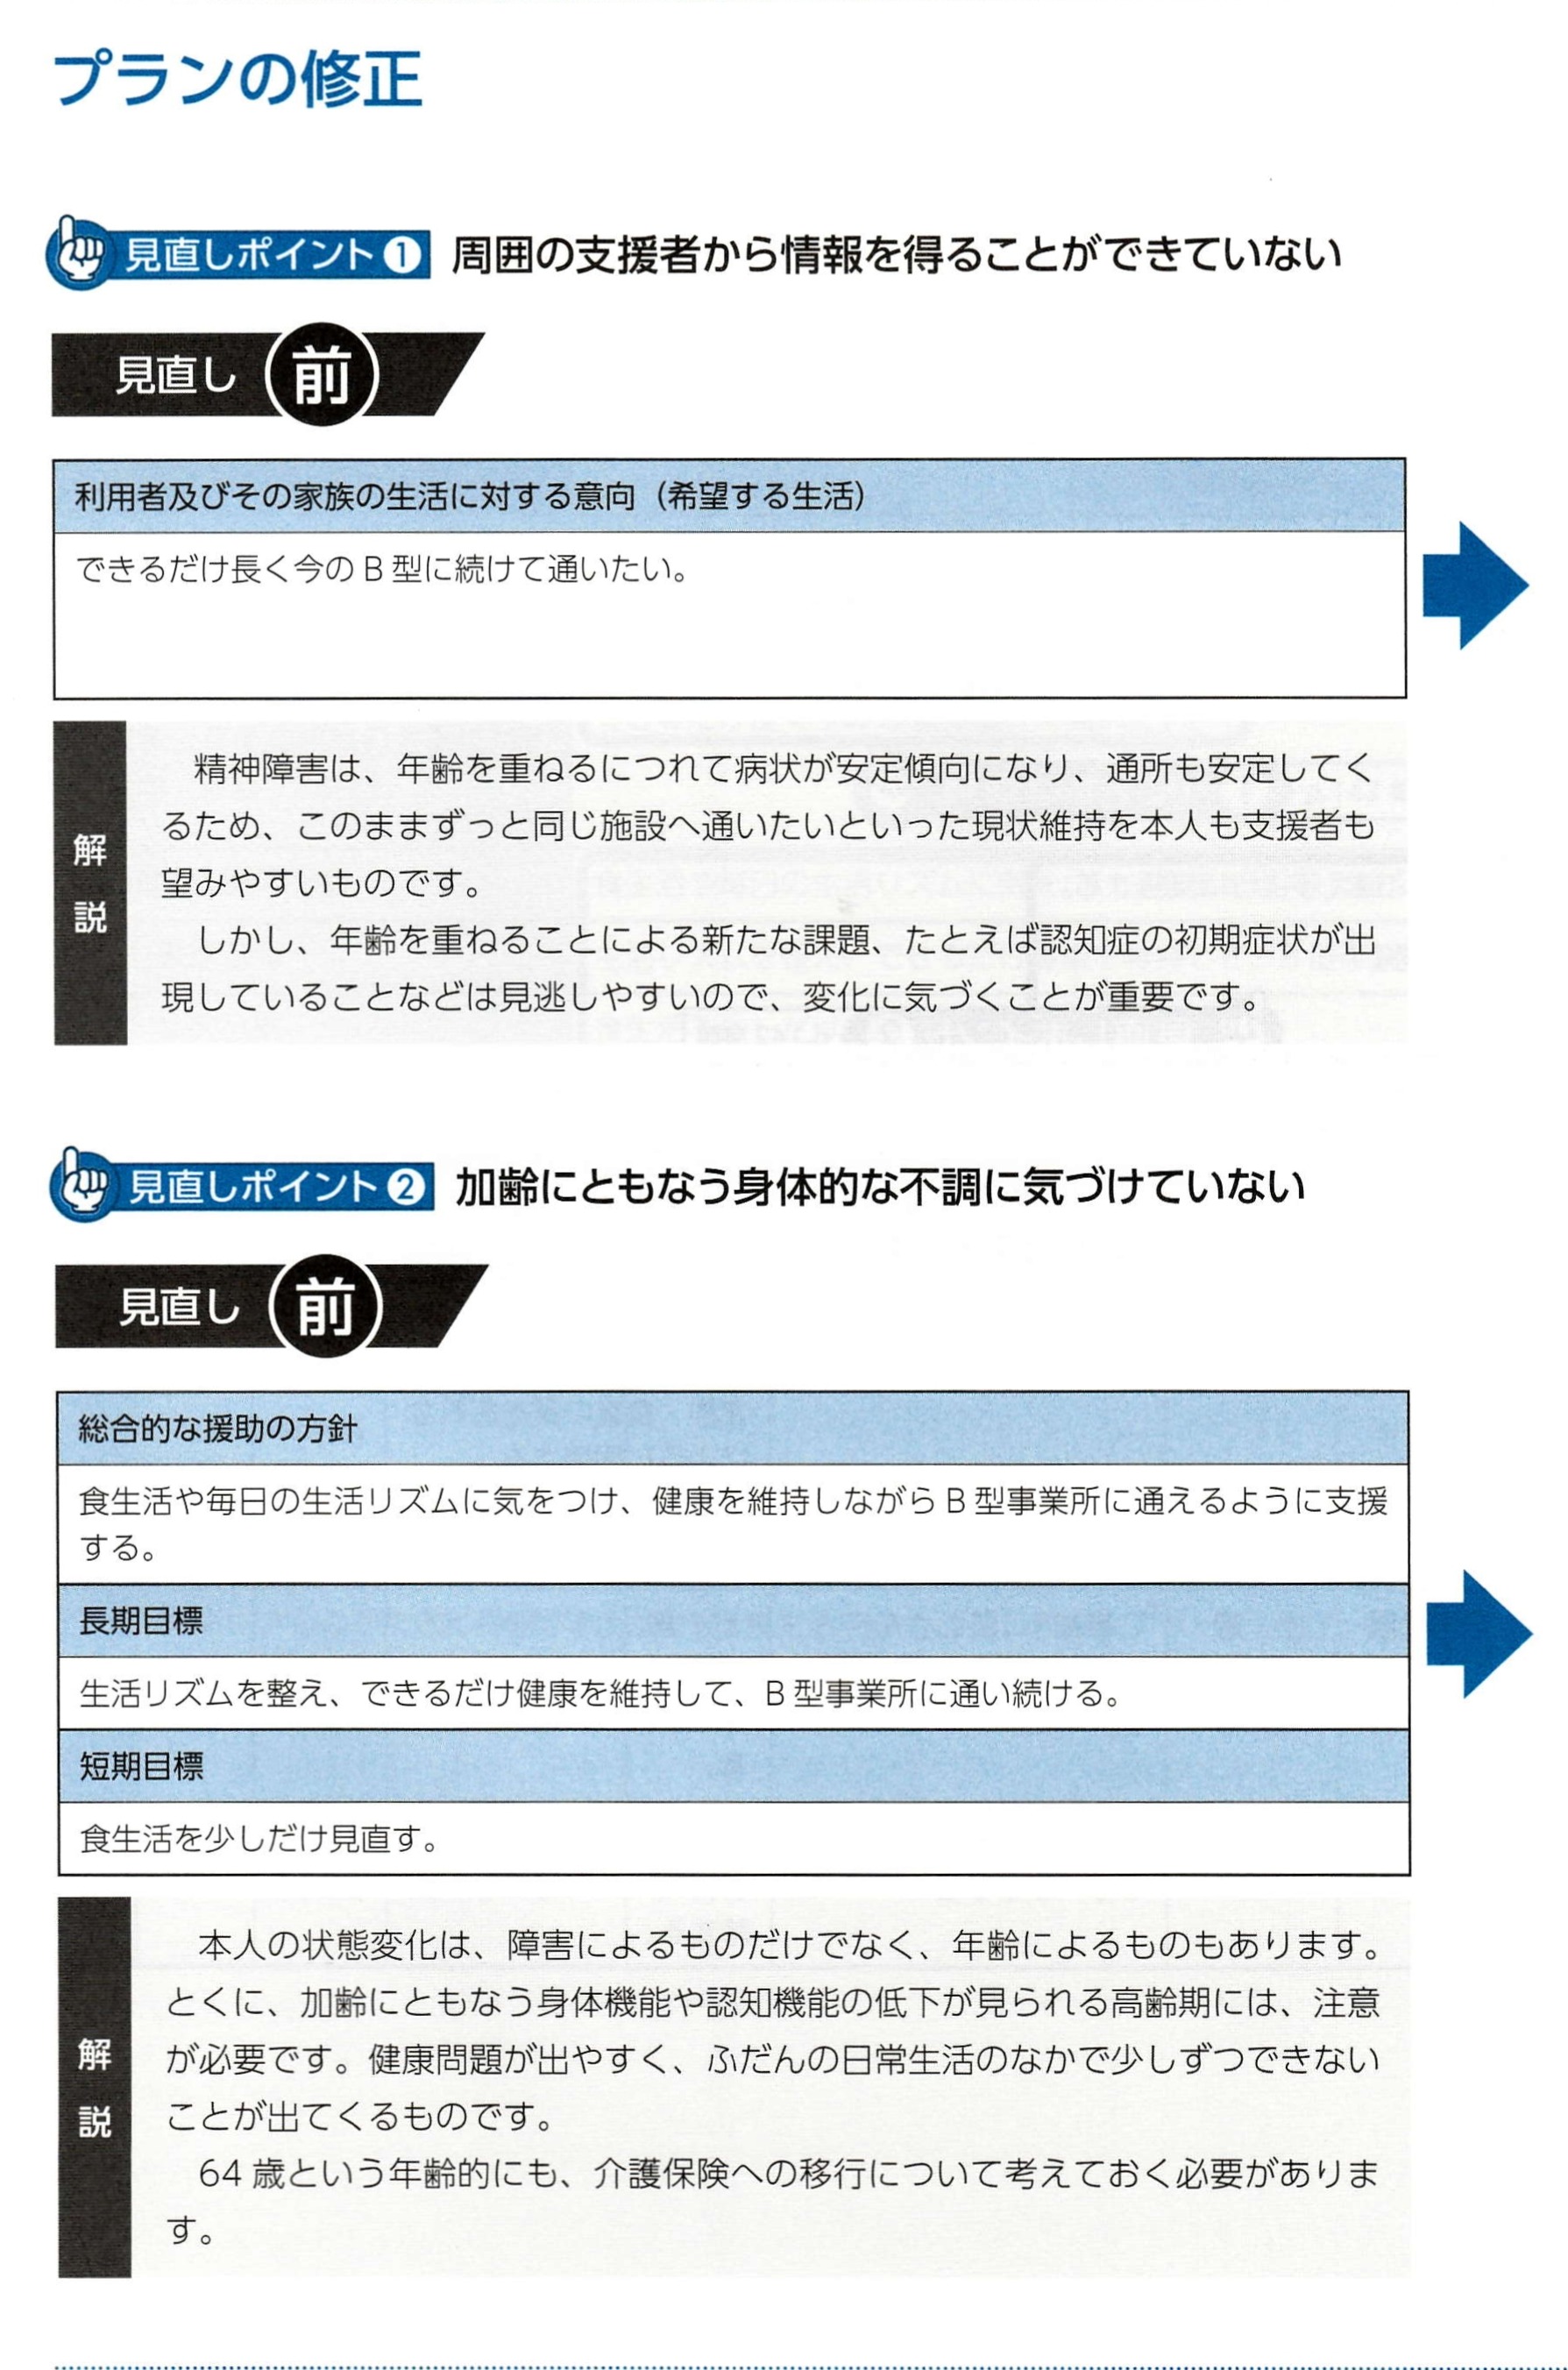 プランの修正
見直しポイント❶ 周囲の支援者から情報を得ることができていない
見直し 前
利用者及びその家族の生活に対する意向（希望する生活）
できるだけ長く今のB型に続けて通いたい。
解説
精神障害は、年齢を重ねるにつれて病状が安定傾向になり、通所も安定してく
るため、このままずっと同じ施設へ通いたいといった現状維持を本人も支援者も
望みやすいものです。
しかし、年齢を重ねることによる新たな課題、たとえば認知症の初期症状が出
現していることなどは見逃しやすいので、変化に気づくことが重要です。
見直しポイント❷ 加齢にともなう身体的な不調に気づけていない
見直し 前
総合的な援助の方針
食生活や毎日の生活リズムに気をつけ、健康を維持しながらB型事業所に通えるように支援
する。
長期目標
生活リズムを整え、できるだけ健康を維持して、B型事業所に通い続ける。
短期目標
食生活を少しだけ見直す。
解説
本人の状態変化は、障害によるものだけでなく、年齢によるものもあります。
とくに、加齢にともなう身体機能や認知機能の低下が見られる高齢期には、注意
が必要です。健康問題が出やすく、ふだんの日常生活のなかで少しずつできない
ことが出てくるものです。
64歳という年齢的にも、介護保険への移行について考えておく必要がありま
す。